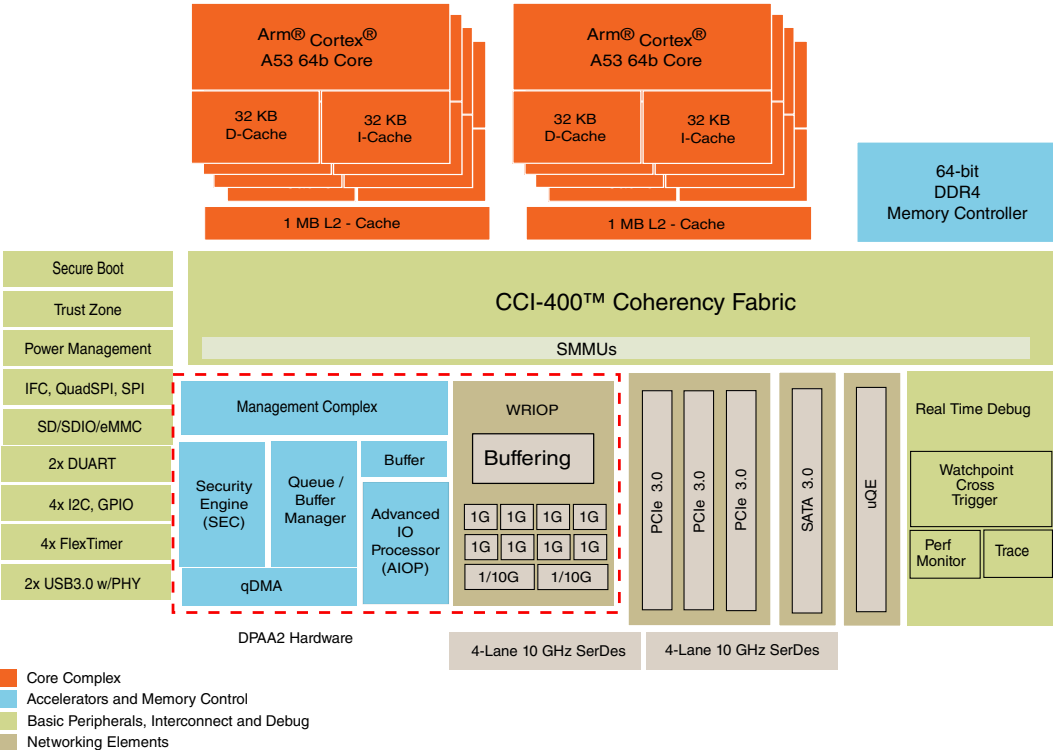 Arm® Cortex®
A53 64b Core
32 KB
D-Cache
32 KB
I-Cache
1 MB L2 - Cache
Arm® Cortex®
A53 64b Core
32 KB
D-Cache
32 KB
I-Cache
1 MB L2 - Cache
64-bit
DDR4
Memory Controller
Secure Boot
Trust Zone
Power Management
IFC, QuadSPI, SPI
SD/SDIO/eMMC
2x DUART
4x I2C, GPIO
4x FlexTimer
2x USB3.0 w/PHY
CCI-400™ Coherency Fabric
SMMUs
Management Complex
Security
Engine
(SEC)
Queue /
Buffer
Manager
Buffer
Advanced
IO
Processor
(AIOP)
qDMA
WRIOP
Buffering
1G 1G 1G 1G
1G 1G 1G 1G
1/10G 1/10G
DPAA2 Hardware
PCIe 3.0
PCIe 3.0
PCIe 3.0
SATA 3.0
uQE
Real Time Debug
Watchpoint
Cross
Trigger
Perf
Monitor
Trace
4-Lane 10 GHz SerDes
4-Lane 10 GHz SerDes
Core Complex
Accelerators and Memory Control
Basic Peripherals, Interconnect and Debug
Networking Elements